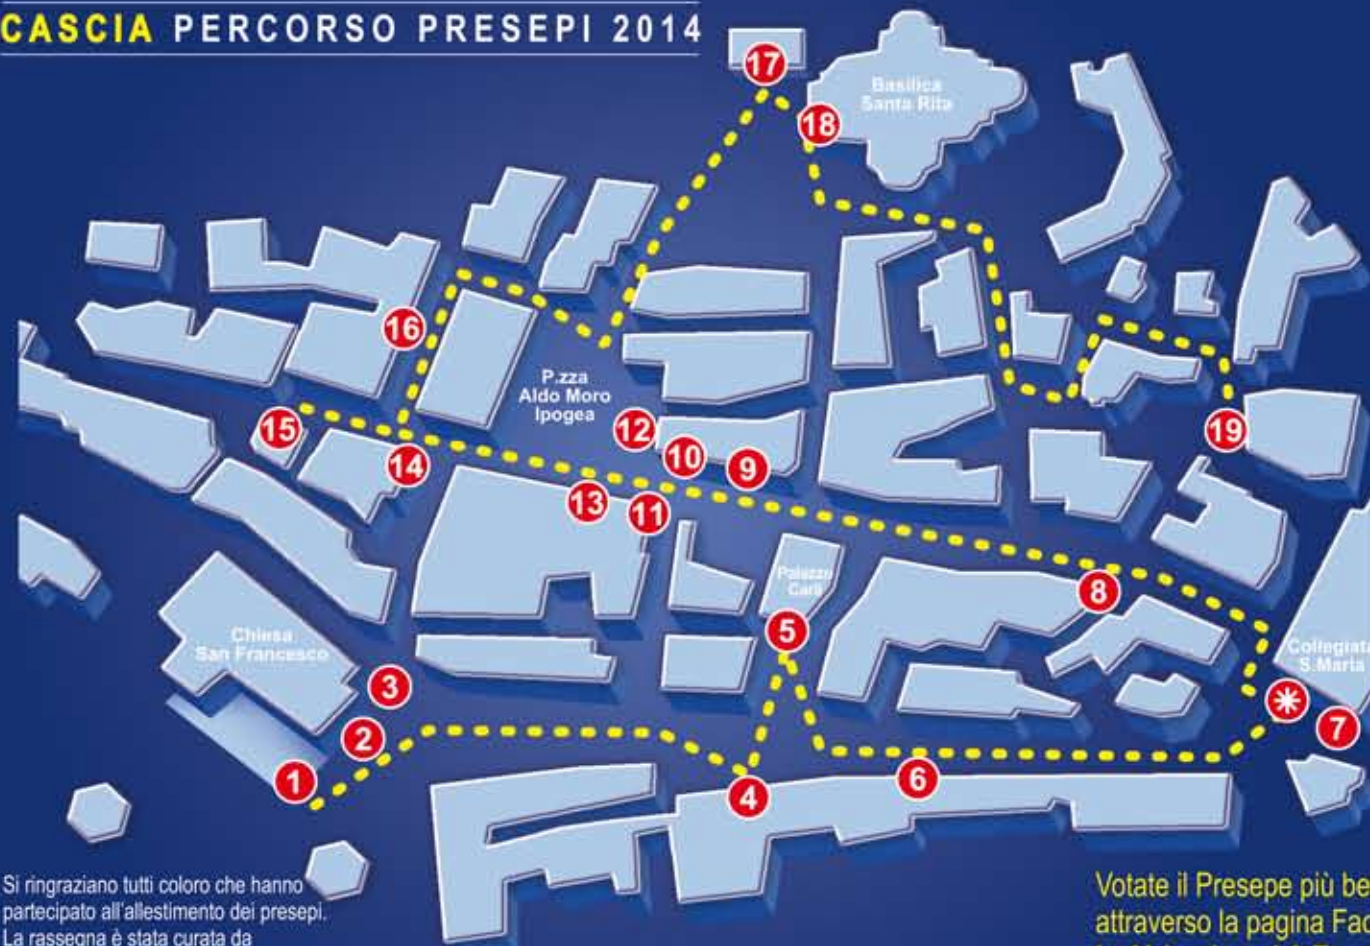 CASCIA PERCORSO PRESEPI 2014
17
Basilica
Santa Rita
18
16
P.zza
Aldo Moro
Ipogea
15
12
19
10
9
14
13
11
Palazzo
Carli
8
5
Chiesa
San Francesco
Collegiata
S.Maria
3
7
2
1
6
4
Si ringraziano tutti coloro che hanno
partecipato all'allestimento dei presepi.
La rassegna è stata curata da
Votate il Presepe più be
attraverso la pagina Fac